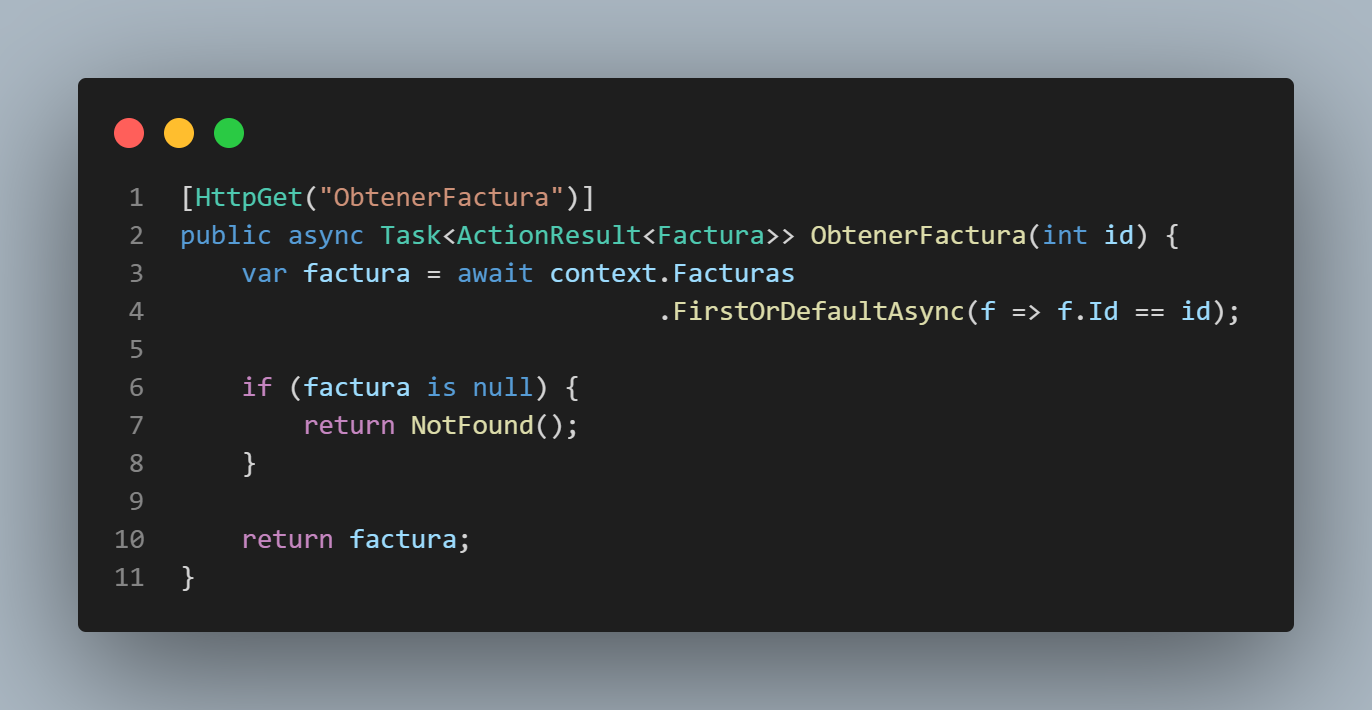 1 [HttpGet("ObtenerFactura")]
2 public async Task<ActionResult<Factura>> ObtenerFactura(int id) {
3     var factura = await context.Facturas
4                                .FirstOrDefaultAsync(f => f.Id == id);
5
6     if (factura is null) {
7         return NotFound();
8     }
9
10     return factura;
11 }